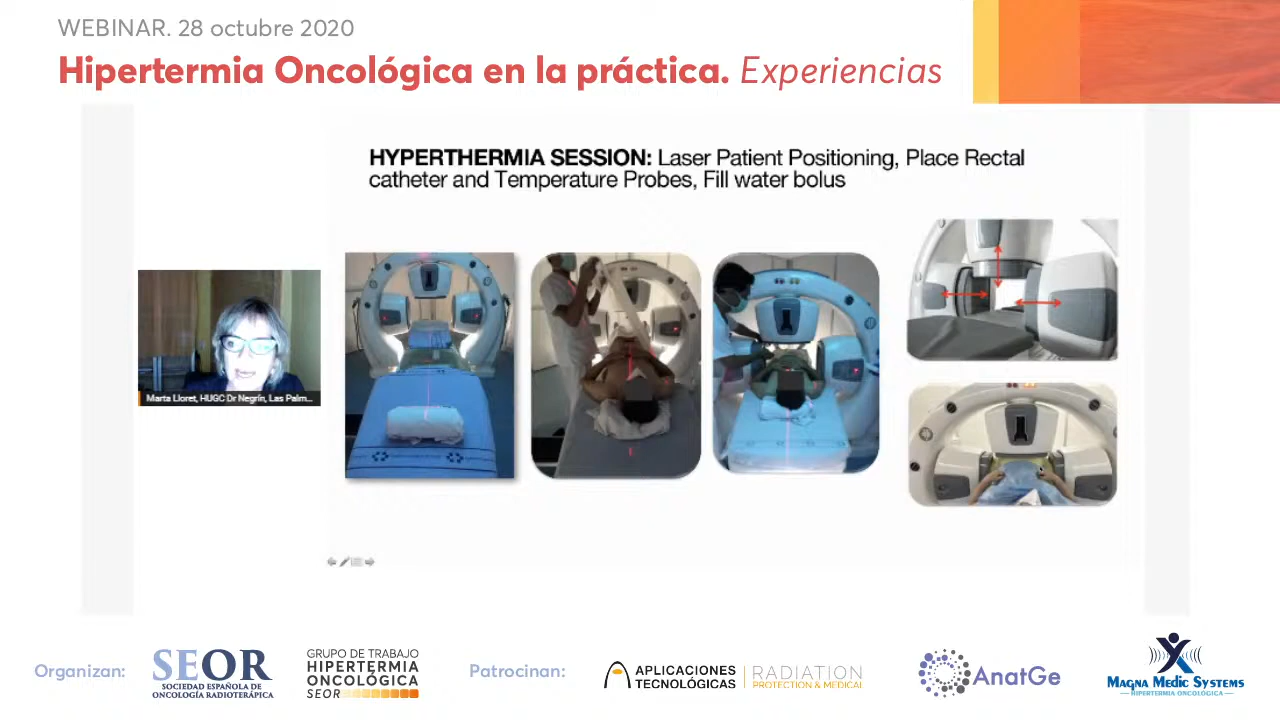 WEBINAR. 28 octubre 2020
Hipertermia Oncológica en la práctica. Experiencias
HYPERTHERMIA SESSION: Laser Patient Positioning, Place Rectal
catheter and Temperature Probes, Fill water bolus
Marta Lloret, HUGC Dr Negrín, Las Palm...
Organizan:
SEOR
SOCIEDAD ESPAÑOLA DE
ONCOLOGÍA RADIOTERÁPICA
GRUPO DE TRABAJO
HIPERTERMIA
ONCOLÓGICA
SEOR
Patrocinan:
APLICACIONES
TECNOLÓGICAS
RADIATION
PROTECTION & MEDICAL
AnatGe
MAGNA MEDIC SYSTEMS
HIPERTERMIA ONCOLÓGICA